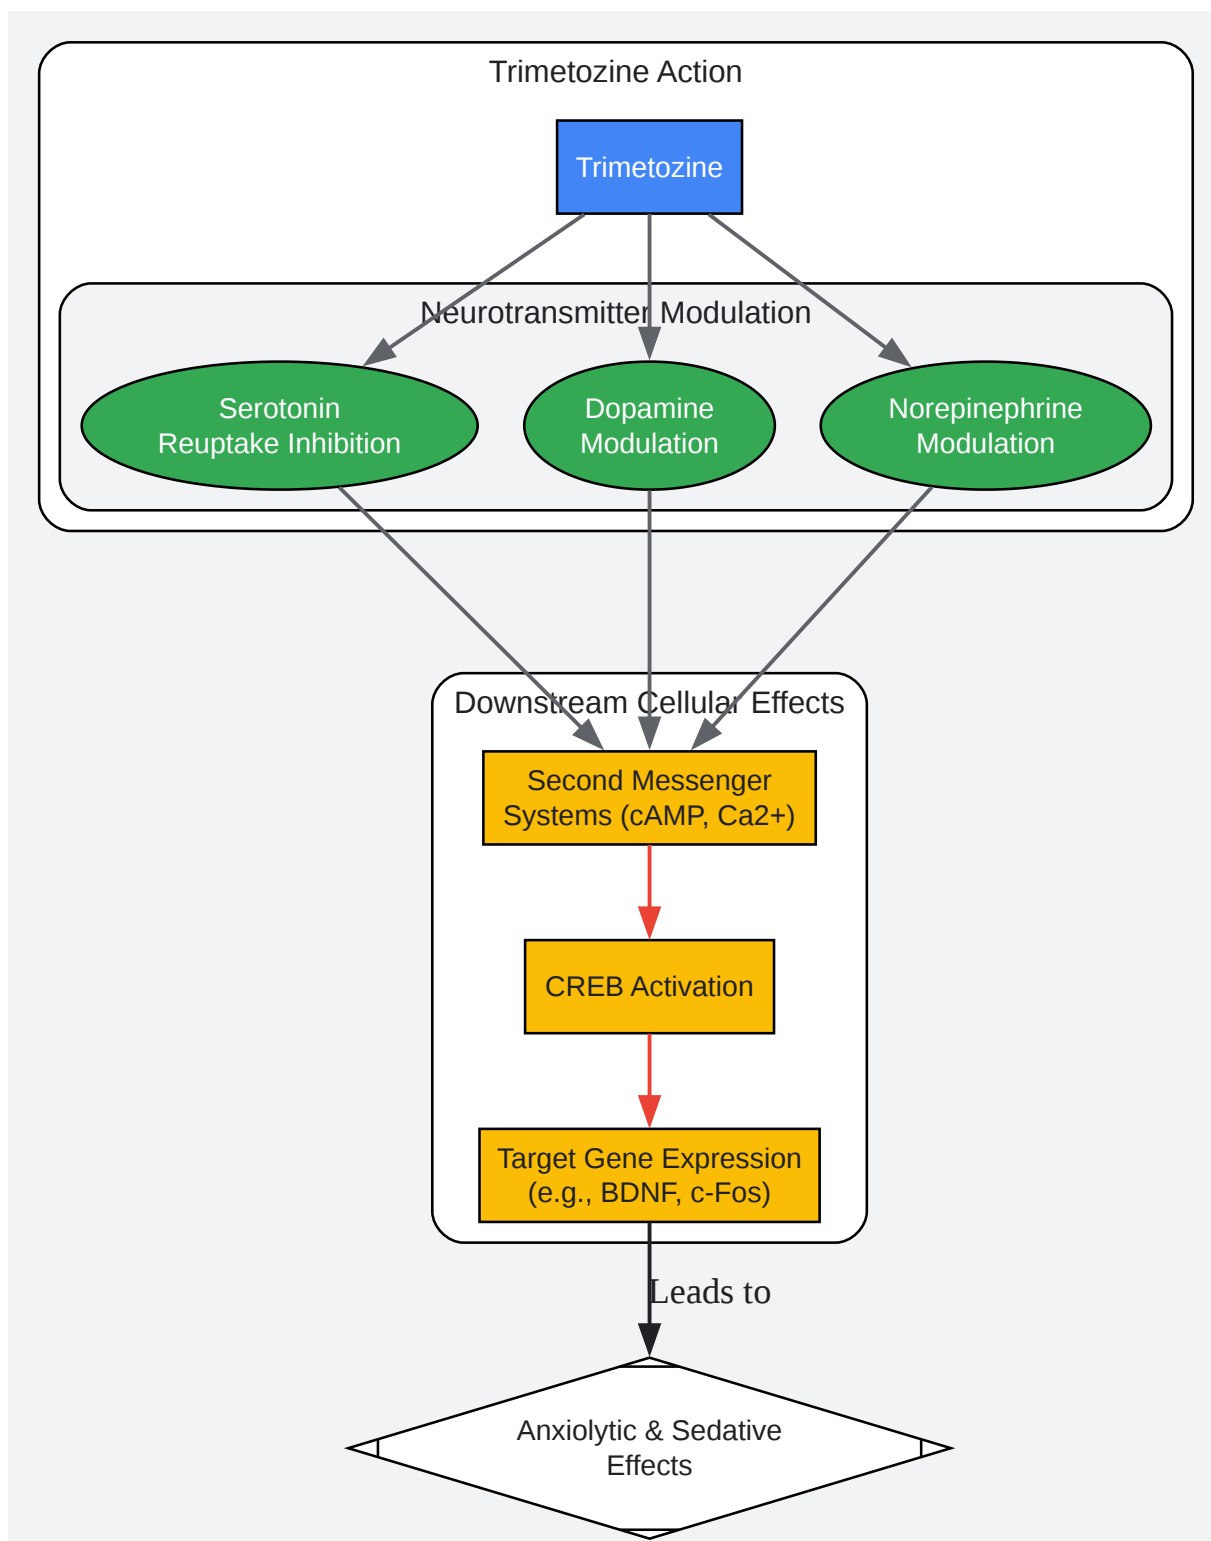 Trimetozine Action
Trimetozine
Neurotransmitter Modulation
Serotonin
Reuptake Inhibition
Dopamine
Modulation
Norepinephrine
Modulation
Downstream Cellular Effects
Second Messenger
Systems (cAMP, Ca2+)
CREB Activation
Target Gene Expression
(e.g., BDNF, c-Fos)
Leads to
Anxiolytic & Sedative
Effects